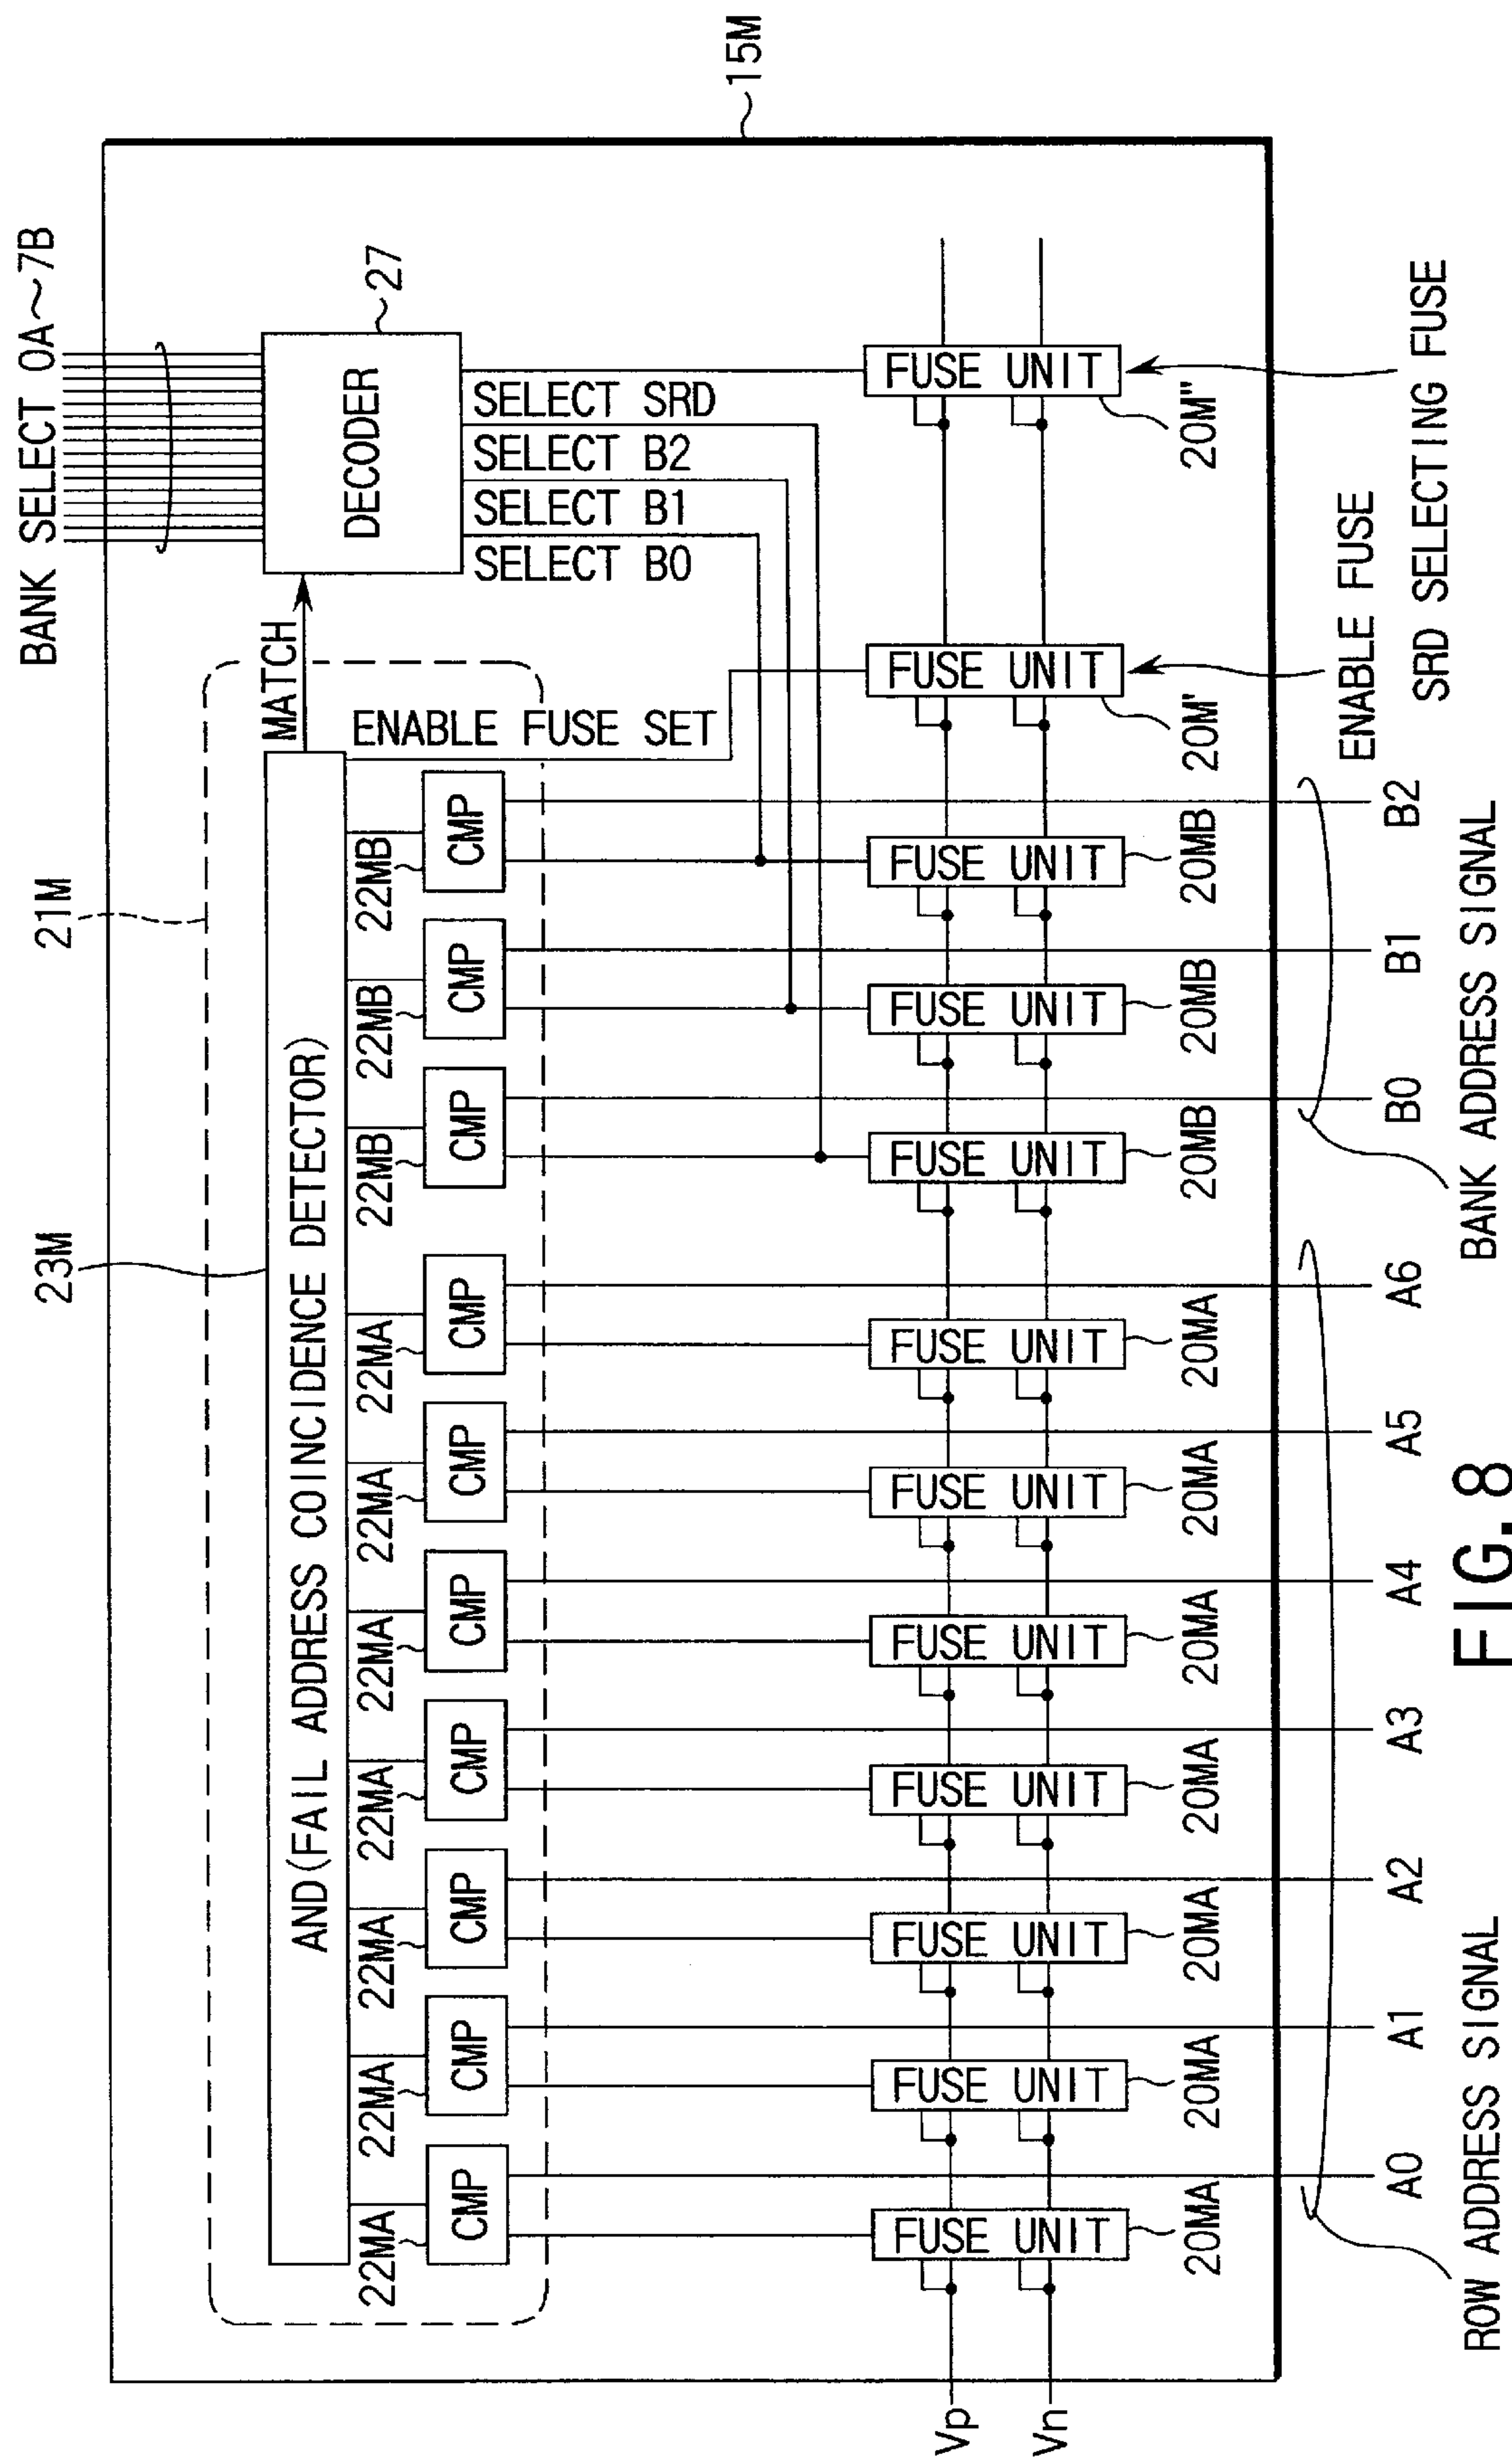 BANK SELECT 0A~7B
21M
23M
MATCH
DECODER
27
15M
AND(FAIL ADDRESS COINCIDENCE DETECTOR)
ENABLE FUSE SET
SELECT SRD
SELECT B2
SELECT B1
SELECT B0
22MA
22MA
22MA
22MA
22MA
22MA
22MA
22MB
22MB
22MB
CMP
CMP
CMP
CMP
CMP
CMP
CMP
CMP
CMP
CMP
Vp
Vn
FUSE UNIT
FUSE UNIT
FUSE UNIT
FUSE UNIT
FUSE UNIT
FUSE UNIT
FUSE UNIT
FUSE UNIT
FUSE UNIT
FUSE UNIT
FUSE UNIT
FUSE UNIT
20MA
20MA
20MA
20MA
20MA
20MA
20MA
20MB
20MB
20MB
20M'
20M"
A0
A1
A2
A3
A4
A5
A6
B0
B1
B2
ENABLE FUSE
SRD SELECTING FUSE
ROW ADDRESS SIGNAL
BANK ADDRESS SIGNAL
FIG. 8